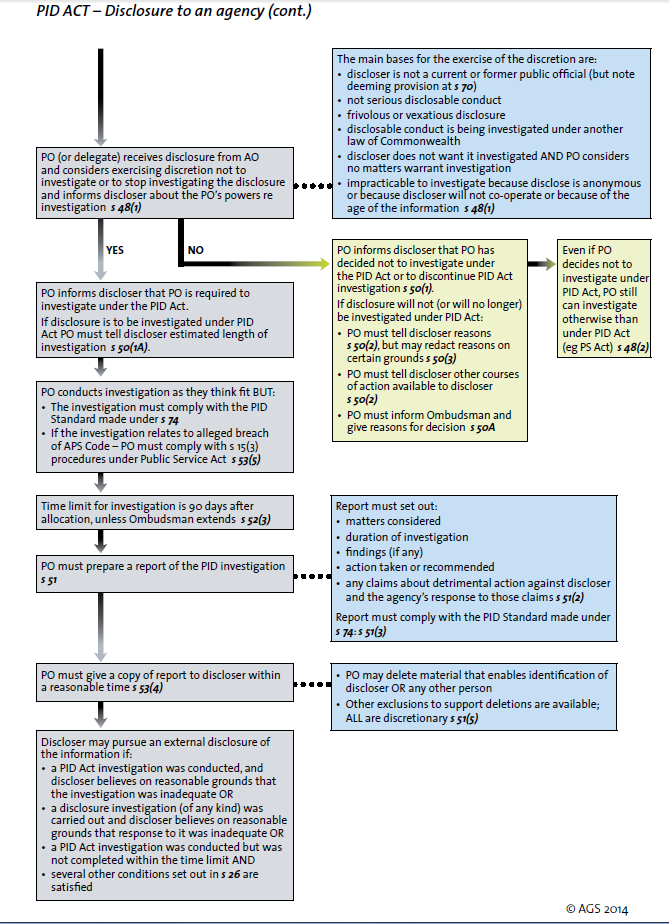 PID ACT – Disclosure to an agency (cont.)
The main bases for the exercise of the discretion are:
• discloser is not a current or former public official (but note
deeming provision at s 70)
• not serious disclosable conduct
• frivolous or vexatious disclosure
• disclosable conduct is being investigated under another
law of Commonwealth
• discloser does not want it investigated AND PO considers
no matters warrant investigation
• impracticable to investigate because disclose is anonymous
or because discloser will not co-operate or because of the
age of the information s 48(1)
PO (or delegate) receives disclosure from AO
and considers exercising discretion not to
investigate or to stop investigating the disclosure
and informs discloser about the PO's powers re
investigation s 48(1)
YES
NO
PO informs discloser that PO has
decided not to investigate under
the PID Act or to discontinue PID Act
investigation s 50(1).
If disclosure will not (or will no longer)
be investigated under PID Act:
• PO must tell discloser reasons
s 50(2), but may redact reasons on
certain grounds s 50(3)
• PO must tell discloser other courses
of action available to discloser
s 50(2)
• PO must inform Ombudsman and
give reasons for decision s 50A
Even if PO
decides not to
investigate under
PID Act, PO still
can investigate
otherwise than
under PID Act
(eg PS Act) s 48(2)
PO informs discloser that PO is required to
investigate under the PID Act.
If disclosure is to be investigated under PID
Act PO must tell discloser estimated length of
investigation s 50(1A).
PO conducts investigation as they think fit BUT:
• The investigation must comply with the PID
Standard made under s 74
• If the investigation relates to alleged breach
of APS Code – PO must comply with s 15(3)
procedures under Public Service Act s 53(5)
Time limit for investigation is 90 days after
allocation, unless Ombudsman extends s 52(3)
PO must prepare a report of the PID investigation
s 51
Report must set out:
• matters considered
• duration of investigation
• findings (if any)
• action taken or recommended
• any claims about detrimental action against discloser
and the agency's response to those claims s 51(2)
Report must comply with the PID Standard made under
s 74: s 51(3)
PO must give a copy of report to discloser within
a reasonable time s 53(4)
• PO may delete material that enables identification of
discloser OR any other person
• Other exclusions to support deletions are available;
ALL are discretionary s 51(5)
Discloser may pursue an external disclosure of
the information if:
• a PID Act investigation was conducted, and
discloser believes on reasonable grounds that
the investigation was inadequate OR
• a disclosure investigation (of any kind) was
carried out and discloser believes on reasonable
grounds that response to it was inadequate OR
• a PID Act investigation was conducted but was
not completed within the time limit AND
• several other conditions set out in s 26 are
satisfied
© AGS 2014